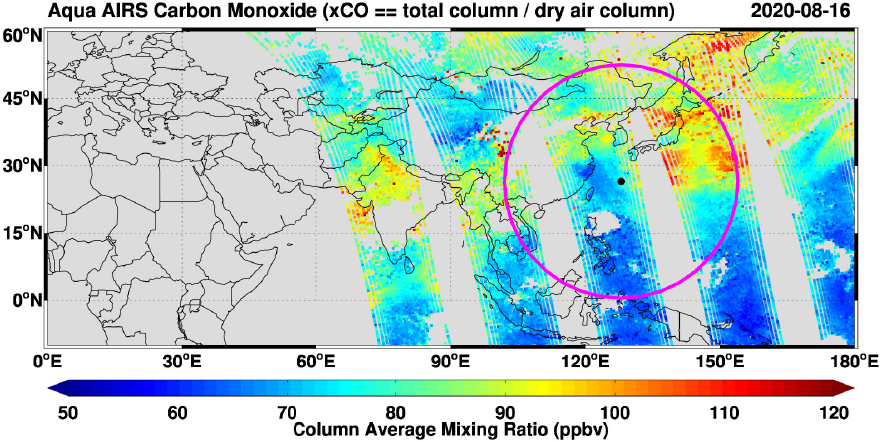 Aqua AIRS Carbon Monoxide (xCO == total column / dry air column) 2020-08-16
60°N
45°N
30°N
15°N
0°N
0°E 30°E 60°E 90°E 120°E 150°E 180°E
50 60 70 80 90 100 110 120
Column Average Mixing Ratio (ppbv)